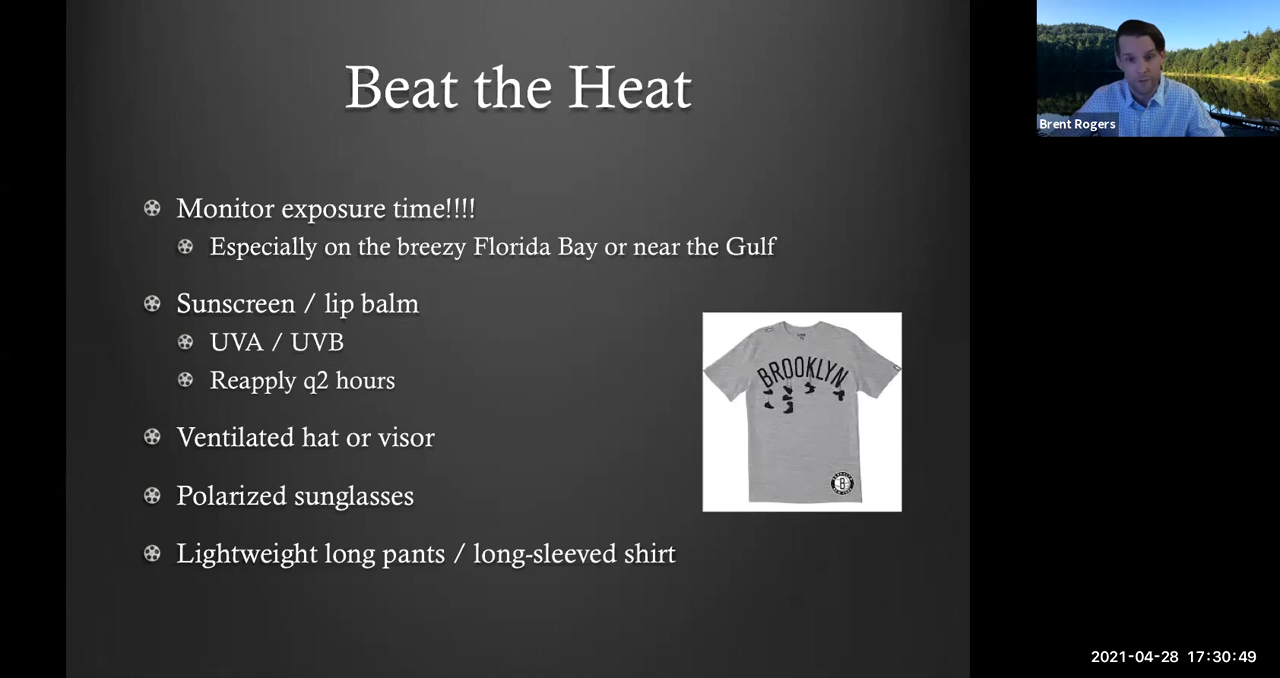 Beat the Heat
Monitor exposure time!!!!
Especially on the breezy Florida Bay or near the Gulf
Sunscreen / lip balm
UVA / UVB
Reapply q2 hours
Ventilated hat or visor
Polarized sunglasses
Lightweight long pants / long-sleeved shirt
BROOKLYN
B
Brent Rogers
2021-04-28 17:30:49